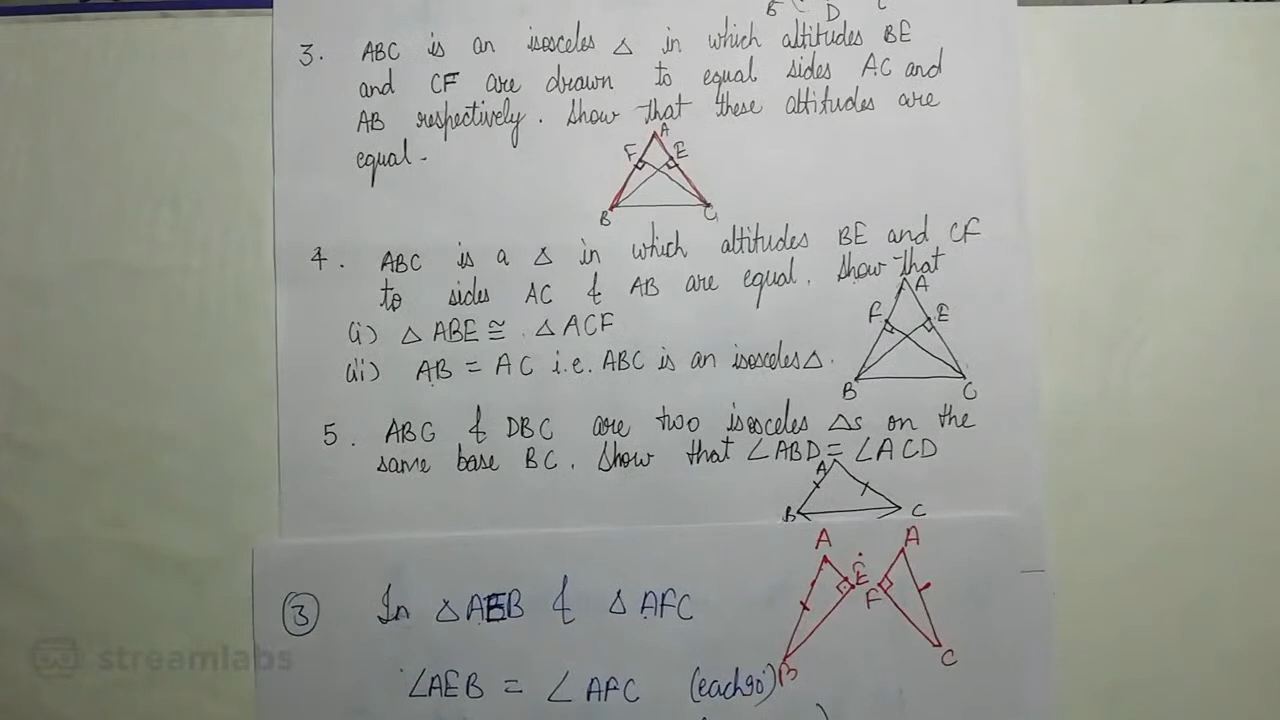 B D C
3. ABC is an isosceles △ in which altitudes BE
and CF are drawn to equal sides AC and
AB respectively. Show that these altitudes are
equal.
A
F E
B C
4. ABC is a △ in which altitudes BE and CF
to sides AC & AB are equal. Show that
(i) △ ABE ≅ △ ACF
(ii) AB = AC i.e. ABC is an isosceles △.
A
F E
B C
5. ABC & DBC are two isosceles △s on the
same base BC. Show that ∠ABD = ∠ACD
A
B C
A A
E F
B C
3 In △ AEB & △ AFC
∠AEB = ∠ AFC (each 90°)
streamlabs